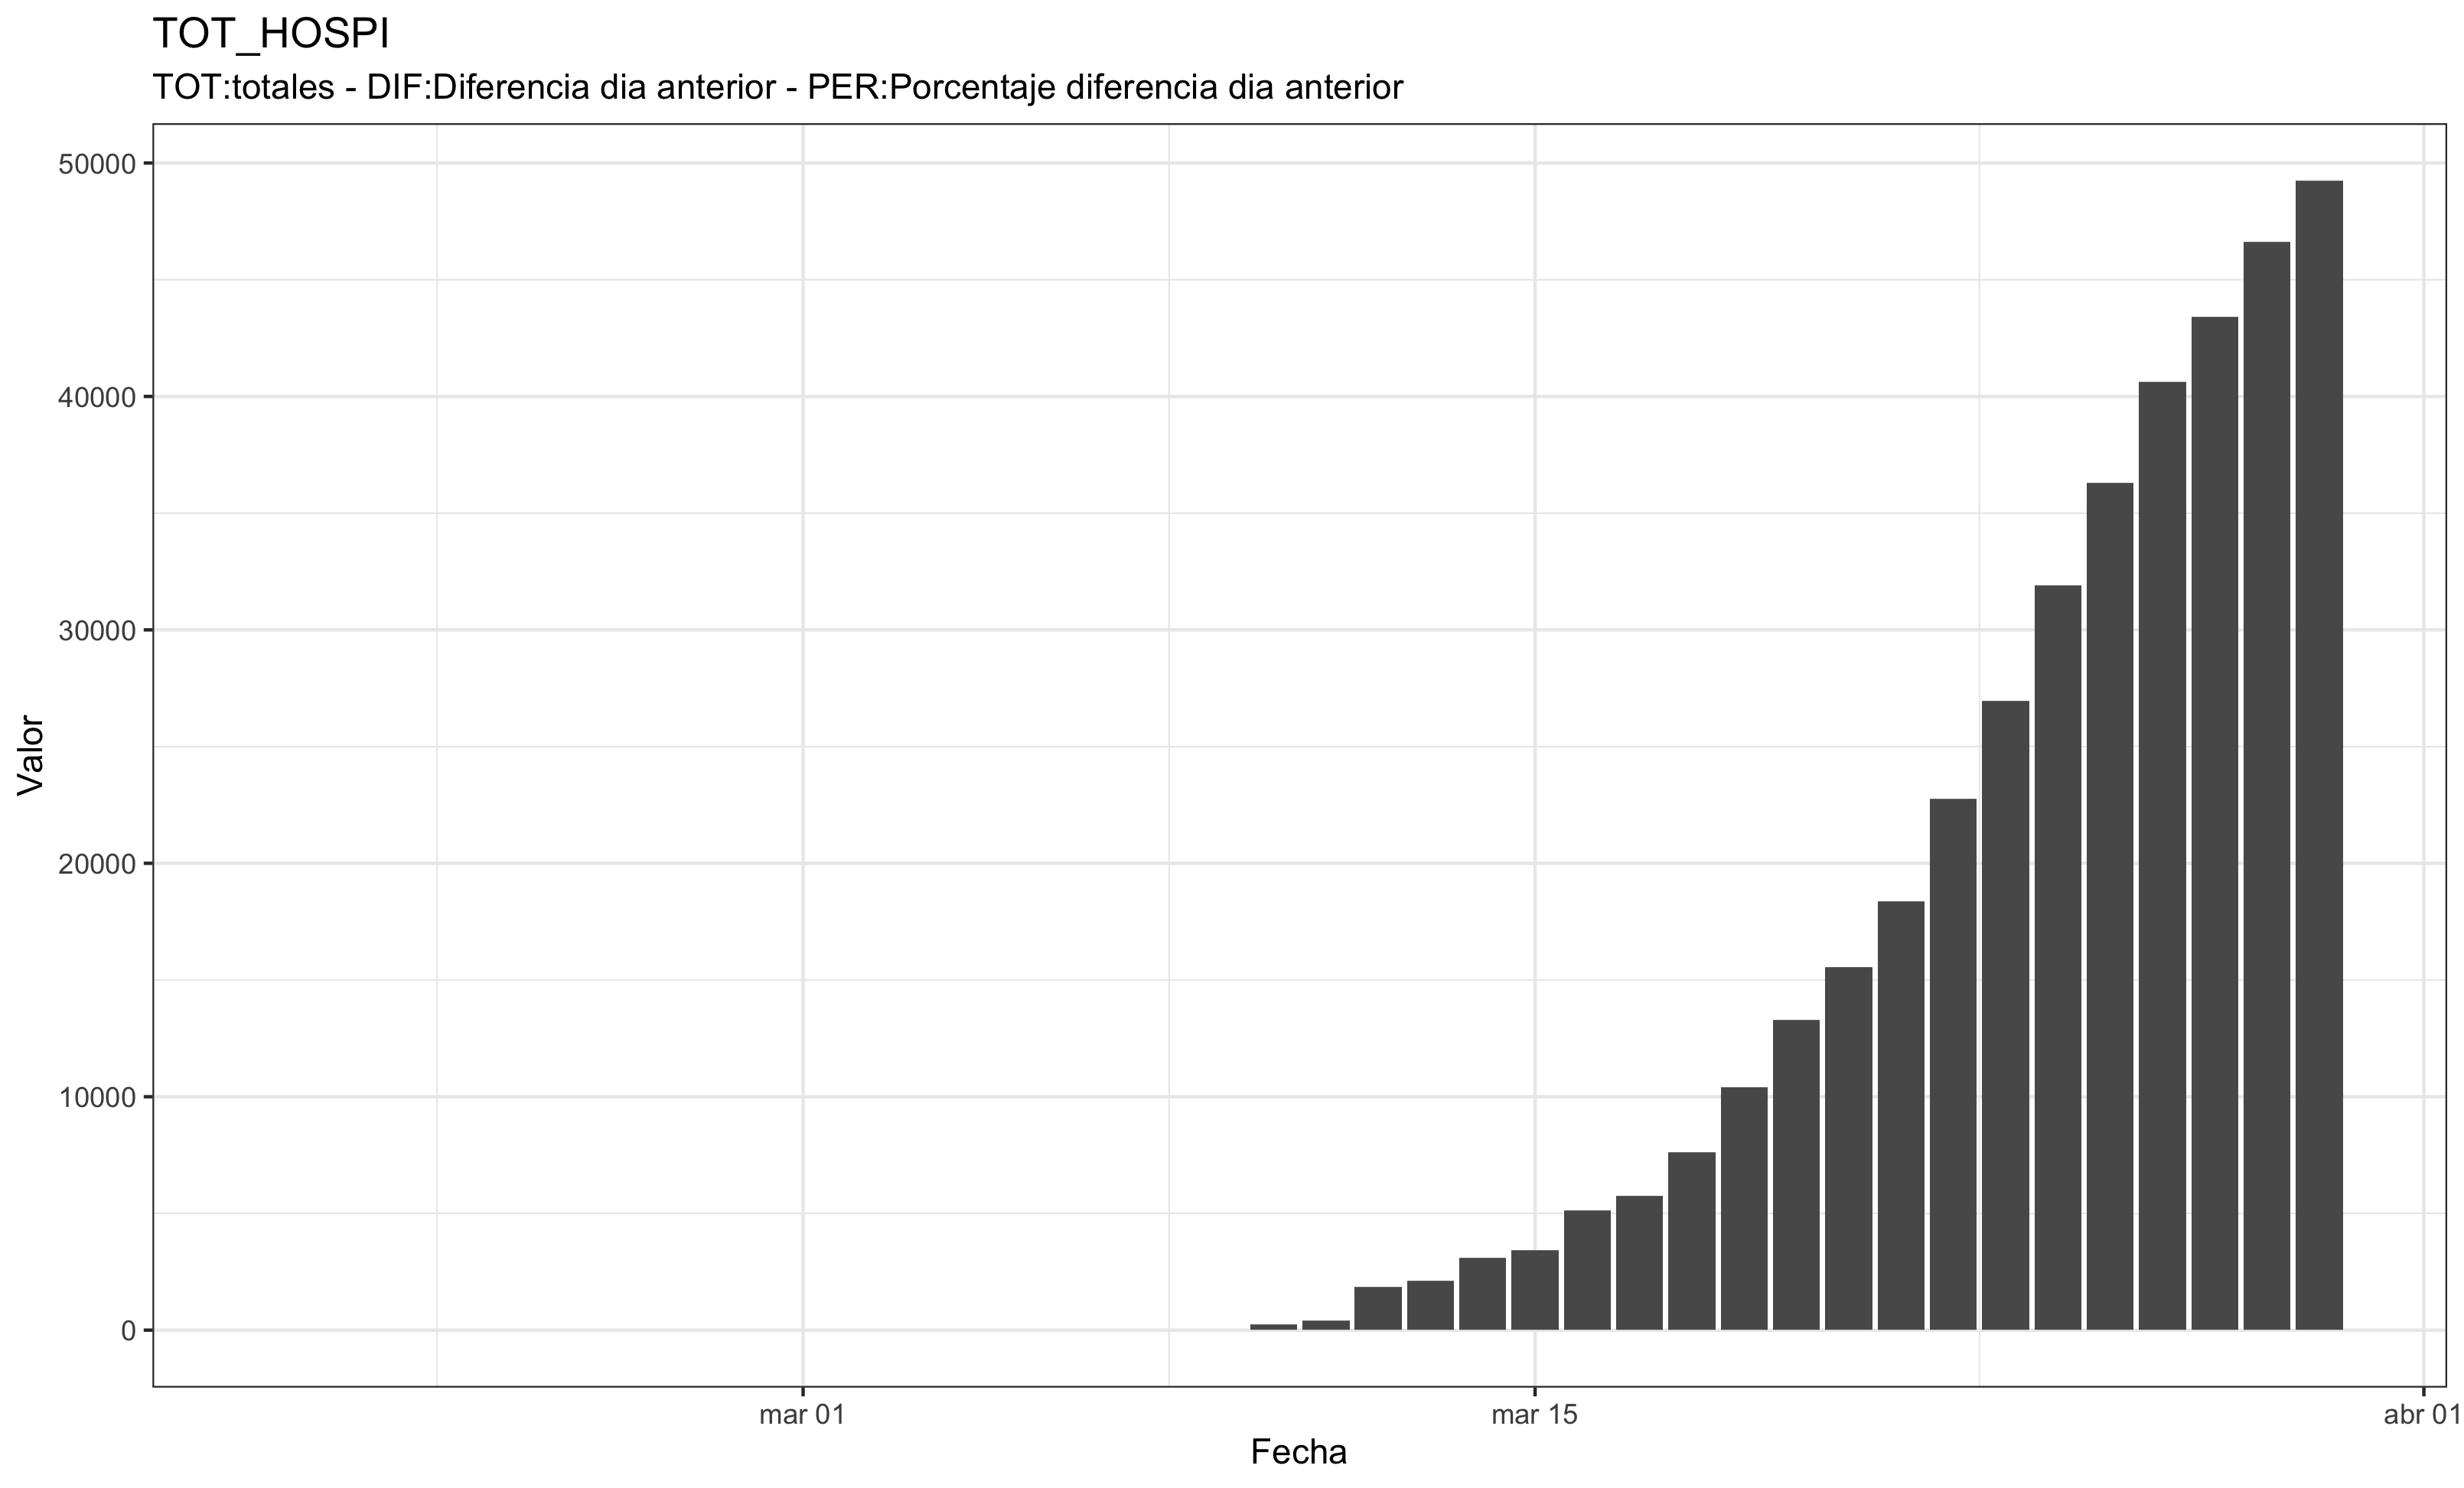 TOT_HOSPI
TOT:totales - DIF:Diferencia dia anterior - PER:Porcentaje diferencia dia anterior
50000
40000
30000
20000
10000
0
Valor
mar 01
mar 15
abr 01
Fecha